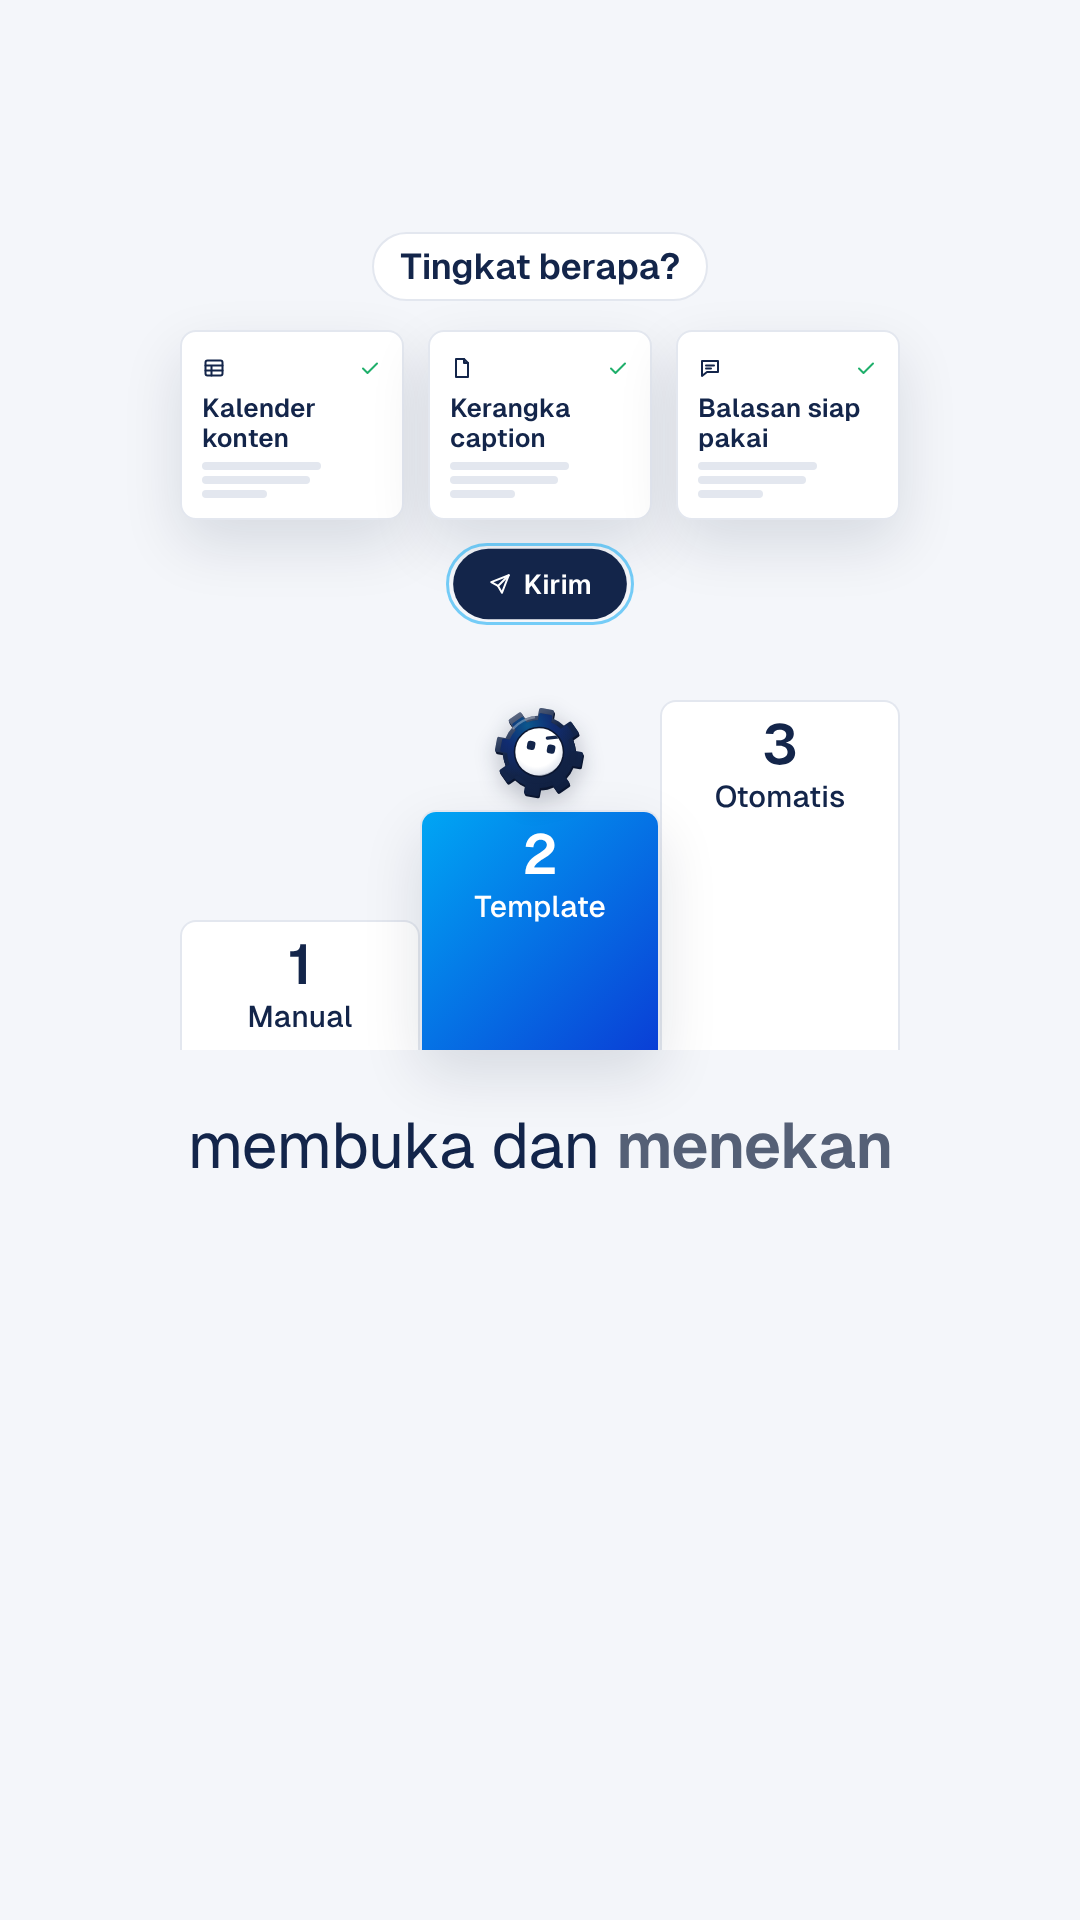 Tingkat berapa?
Kalender
konten
Kerangka
caption
Balasan siap
pakai
Kirim
3
Otomatis
2
Template
1
Manual
membuka dan menekan